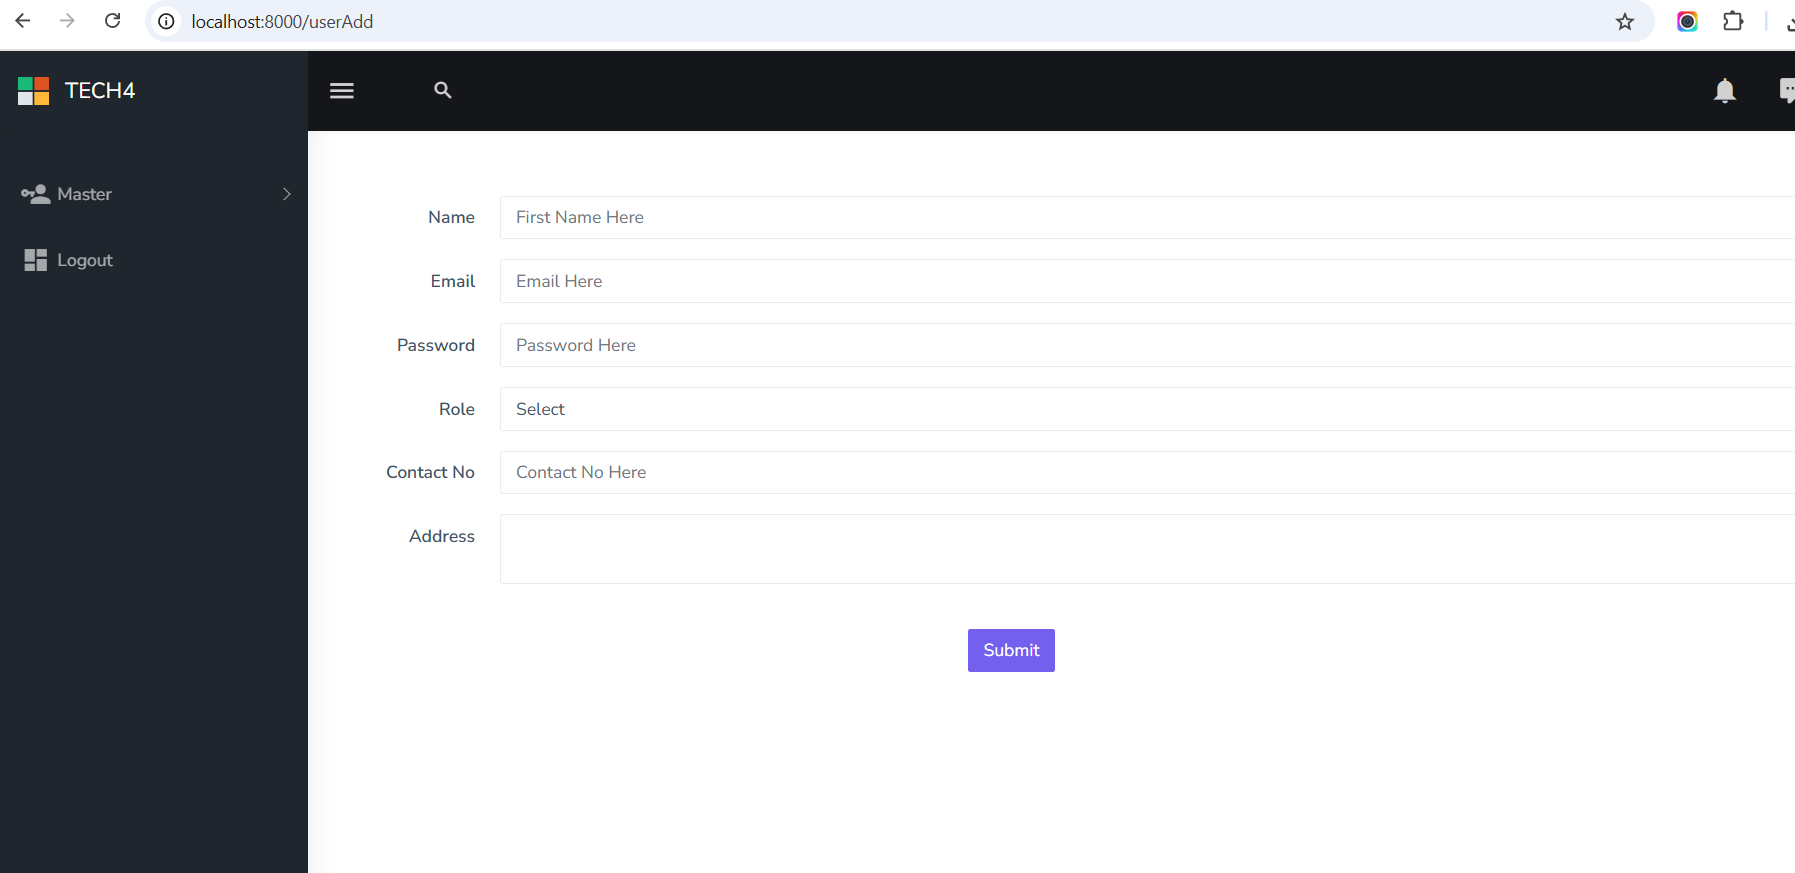 localhost:8000/userAdd
TECH4
Master
Logout
Name
First Name Here
Email
Email Here
Password
Password Here
Role
Select
Contact No
Contact No Here
Address
Submit